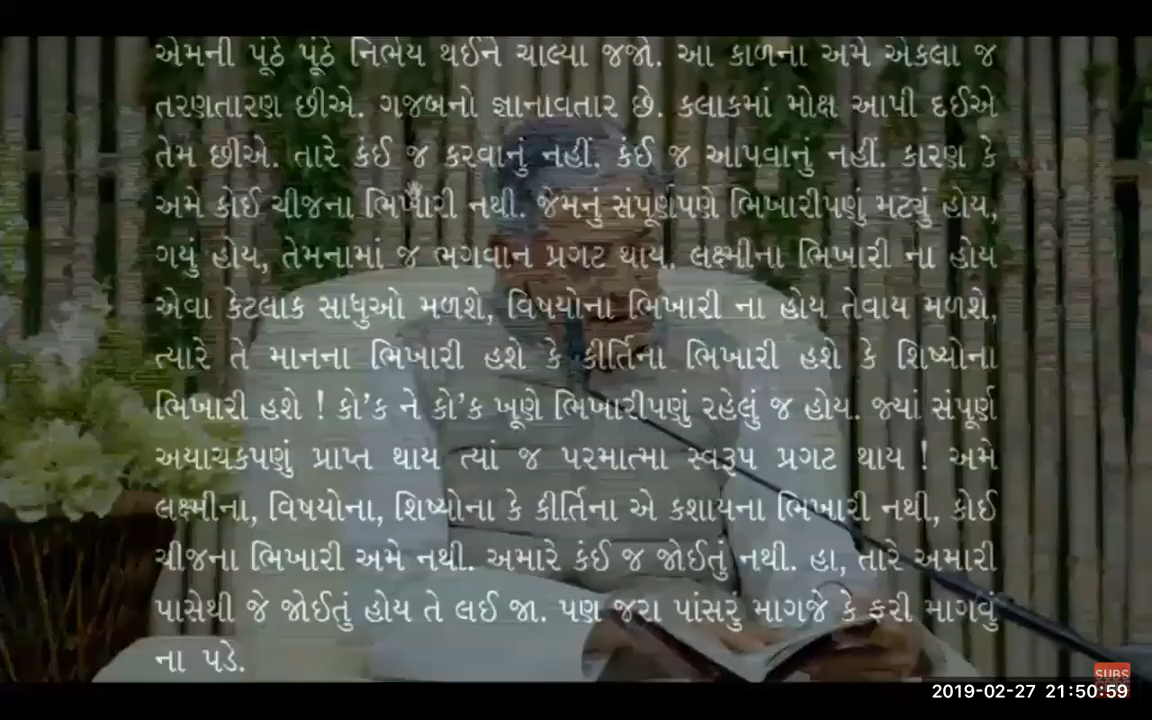 એમની પૂંઠે પૂંઠે નિર્ભય થઈને ચાલ્યા જજો. આ કાળના અમે એકલા જ
તરણતારણ છીએ. ગજબનો જ્ઞાનાવતાર છે. કલાકમાં મોક્ષ આપી દઈએ
તેમ છીએ. તારે કંઈ જ કરવાનું નહીં. કંઈ જ આપવાનું નહીં. કારણ કે
અમે કોઈ ચીજના ભિખારી નથી. જેમનું સંપૂર્ણપણે ભિખારીપણું મટ્યું હોય,
ગયું હોય, તેમનામાં જ ભગવાન પ્રગટ થાય. લક્ષ્મીના ભિખારી ના હોય
એવા કેટલાક સાધુઓ મળશે, વિષયોના ભિખારી ના હોય તેવાય મળશે,
ત્યારે તે માનના ભિખારી હશે કે કીર્તિના ભિખારી હશે કે શિષ્યોના
ભિખારી હશે ! કો'ક ને કો'ક ખૂણે ભિખારીપણું રહેલું જ હોય. જ્યાં સંપૂર્ણ
અયાચકપણું પ્રાપ્ત થાય ત્યાં જ પરમાત્મા સ્વરૂપ પ્રગટ થાય ! અમે
લક્ષ્મીના, વિષયોના, શિષ્યોના કે કીર્તિના એ કશાયના ભિખારી નથી, કોઈ
ચીજના ભિખારી અમે નથી. અમારે કંઈ જ જોઈતું નથી. હા, તારે અમારી
પાસેથી જે જોઈતું હોય તે લઈ જા. પણ જરા પાંસરુ માગજે કે ફરી માગવું
ના પડે.
SUBS
2019-02-27 21:50:59